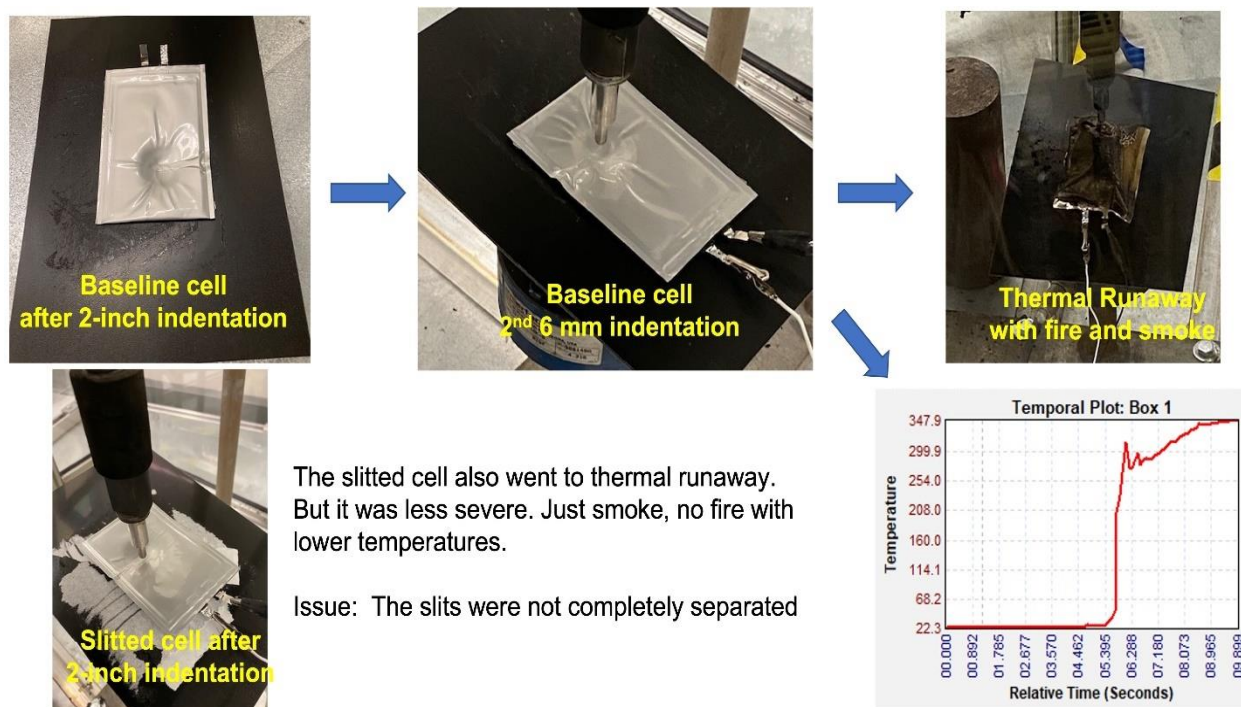 Baseline cell
after 2-inch indentation
Baseline cell
2nd 6 mm indentation
Thermal Runaway
with fire and smoke
Slitted cell after
2-inch indentation
The slitted cell also went to thermal runaway.
But it was less severe. Just smoke, no fire with
lower temperatures.
Issue: The slits were not completely separated
Temporal Plot: Box 1
Temperature
347.9
299.9
254.0
208.0
160.0
114.1
68.2
22.3
00.000
00.892
01.785
02.677
03.570
04.462
05.395
06.288
07.180
08.073
08.965
09.899
Relative Time (Seconds)